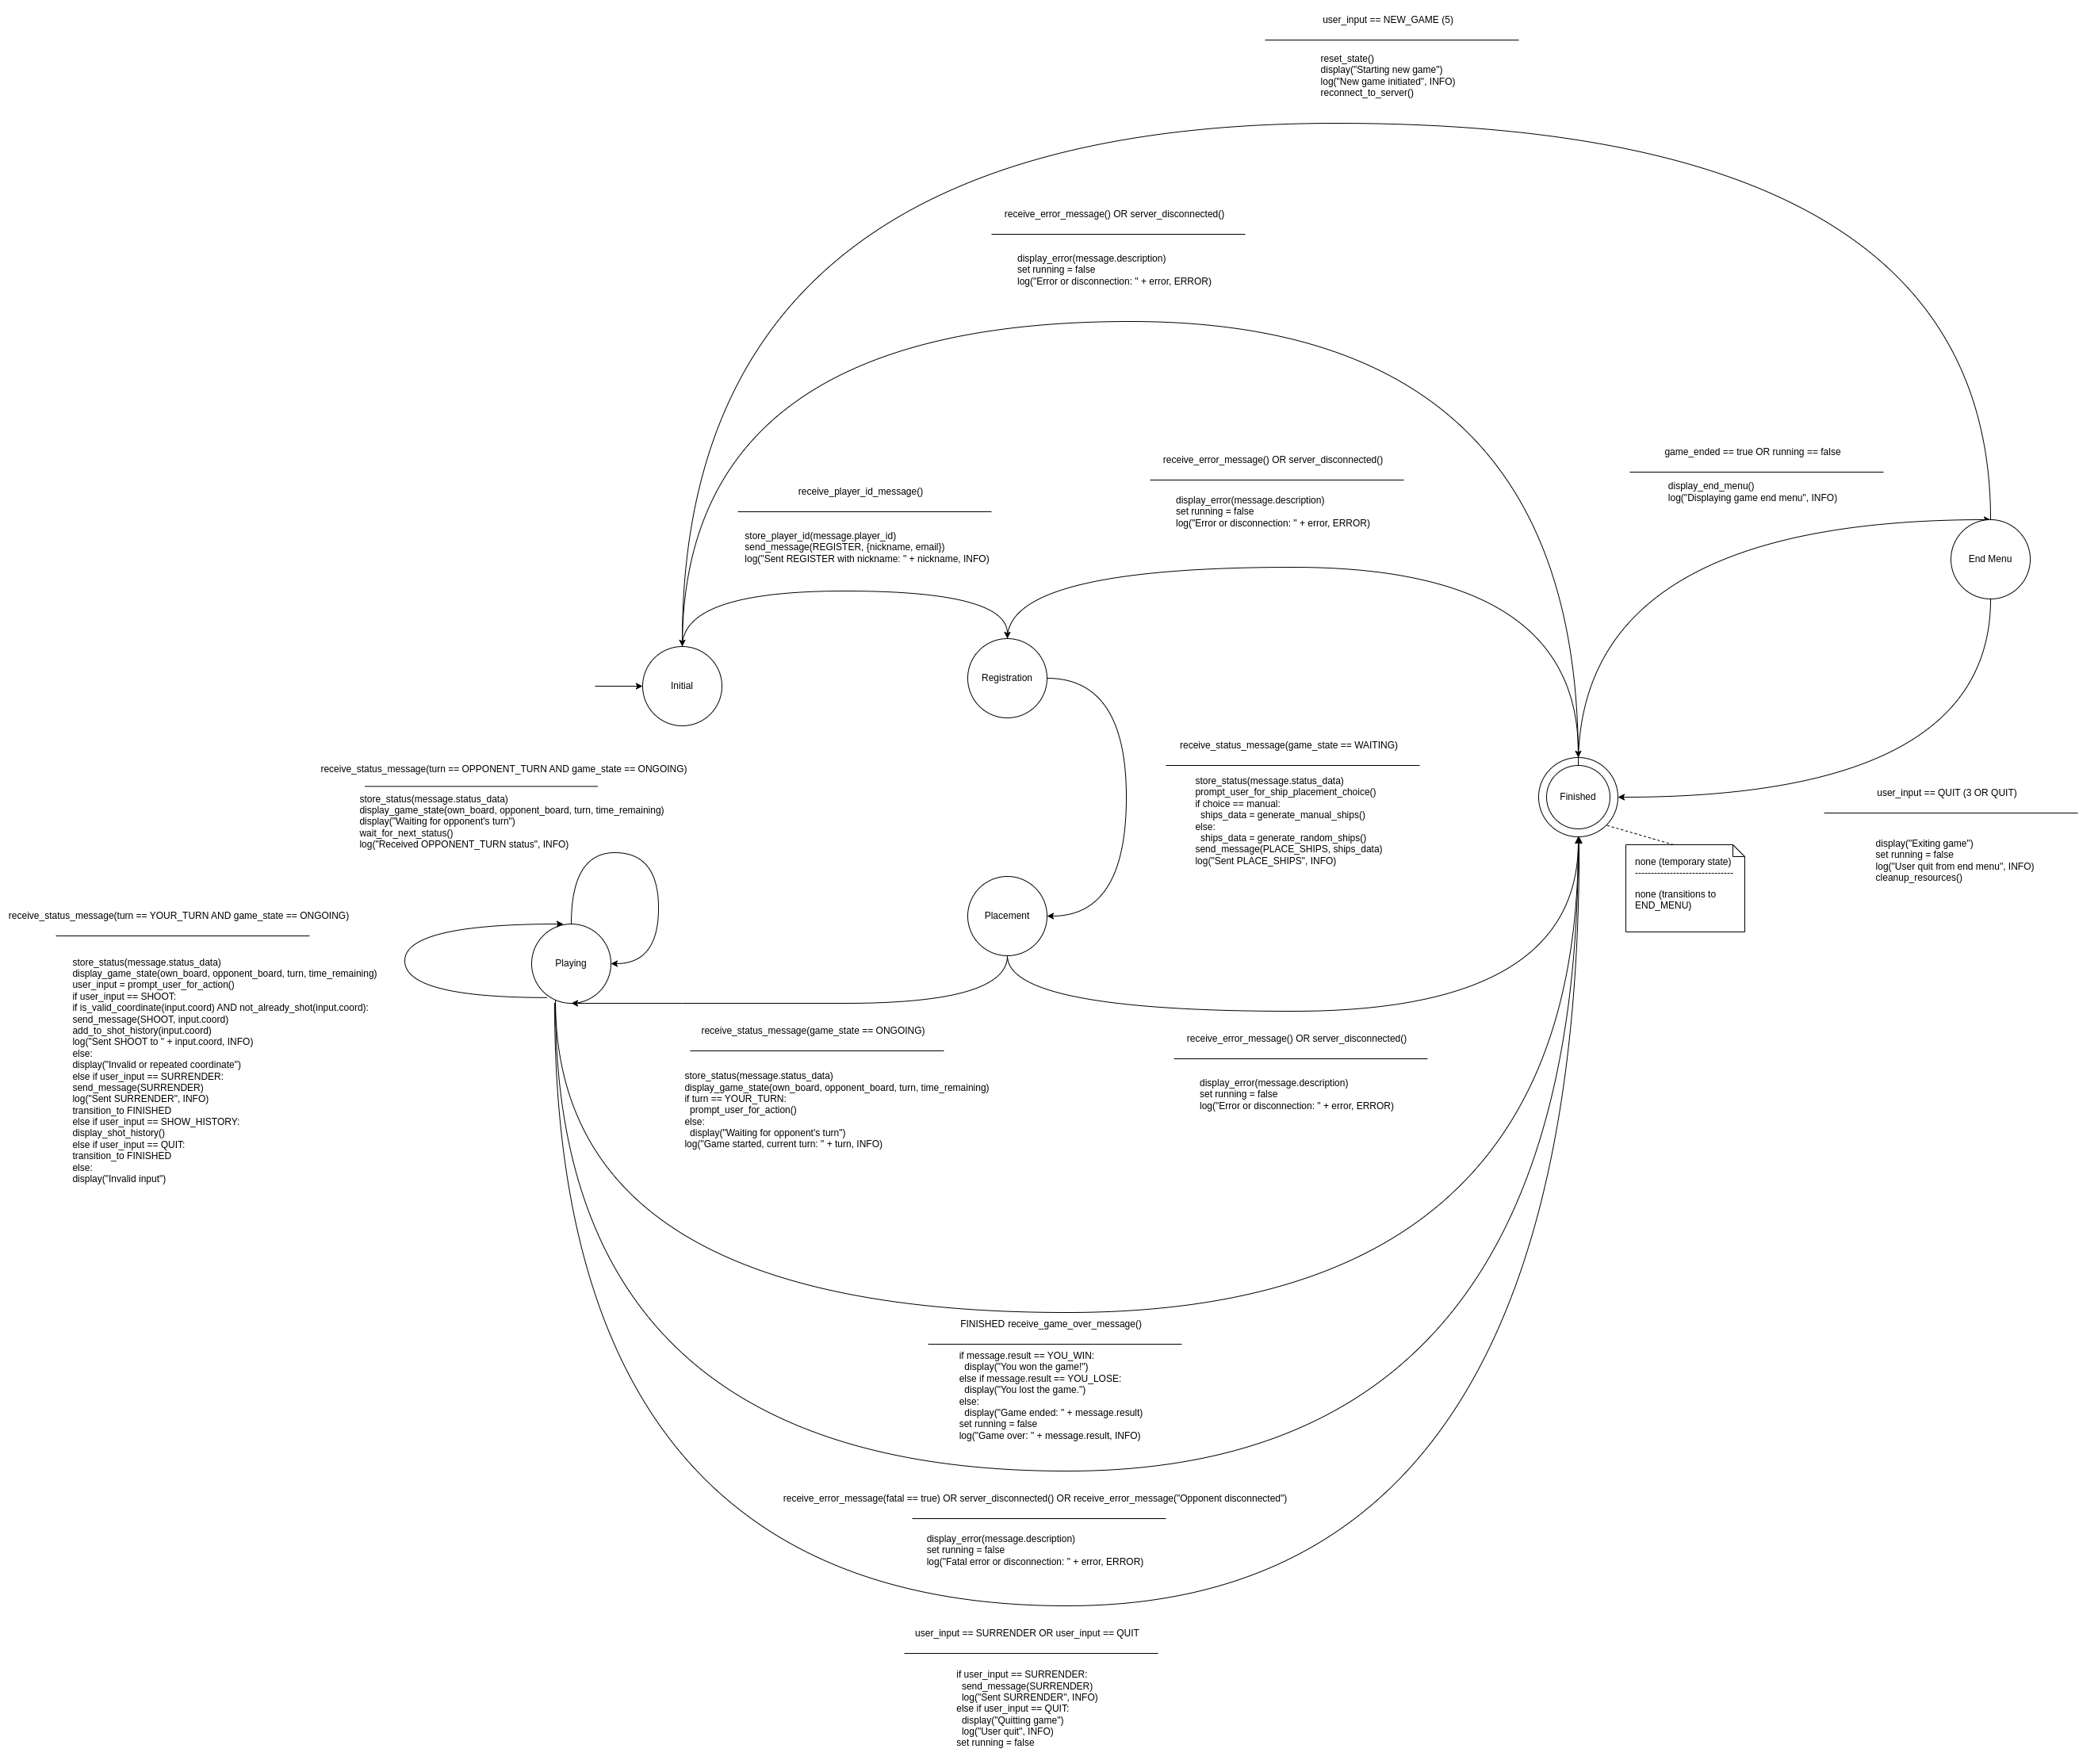 user_input == NEW_GAME (5)
reset_state()
display("Starting new game")
log("New game initiated", INFO)
reconnect_to_server()
receive_error_message() OR server_disconnected()
display_error(message.description)
set running = false
log("Error or disconnection: " + error, ERROR)
receive_player_id_message()
store_player_id(message.player_id)
send_message(REGISTER, {nickname, email})
log("Sent REGISTER with nickname: " + nickname, INFO)
receive_error_message() OR server_disconnected()
display_error(message.description)
set running = false
log("Error or disconnection: " + error, ERROR)
game_ended == true OR running == false
display_end_menu()
log("Displaying game end menu", INFO)
End Menu
Initial
Registration
receive_status_message(game_state == WAITING)
store_status(message.status_data)
prompt_user_for_ship_placement_choice()
if choice == manual:
ships_data = generate_manual_ships()
else:
ships_data = generate_random_ships()
send_message(PLACE_SHIPS, ships_data)
log("Sent PLACE_SHIPS", INFO)
Finished
user_input == QUIT (3 OR QUIT)
display("Exiting game")
set running = false
log("User quit from end menu", INFO)
cleanup_resources()
none (temporary state)
-------------------------------
none (transitions to
END_MENU)
receive_status_message(turn == OPPONENT_TURN AND game_state == ONGOING)
store_status(message.status_data)
display_game_state(own_board, opponent_board, turn, time_remaining)
display("Waiting for opponent's turn")
wait_for_next_status()
log("Received OPPONENT_TURN status", INFO)
Placement
Playing
receive_status_message(turn == YOUR_TURN AND game_state == ONGOING)
store_status(message.status_data)
display_game_state(own_board, opponent_board, turn, time_remaining)
user_input = prompt_user_for_action()
if user_input == SHOOT:
if is_valid_coordinate(input.coord) AND not_already_shot(input.coord):
send_message(SHOOT, input.coord)
add_to_shot_history(input.coord)
log("Sent SHOOT to " + input.coord, INFO)
else:
display("Invalid or repeated coordinate")
else if user_input == SURRENDER:
send_message(SURRENDER)
log("Sent SURRENDER", INFO)
transition_to FINISHED
else if user_input == SHOW_HISTORY:
display_shot_history()
else if user_input == QUIT:
transition_to FINISHED
else:
display("Invalid input")
receive_status_message(game_state == ONGOING)
store_status(message.status_data)
display_game_state(own_board, opponent_board, turn, time_remaining)
if turn == YOUR_TURN:
prompt_user_for_action()
else:
display("Waiting for opponent's turn")
log("Game started, current turn: " + turn, INFO)
receive_error_message() OR server_disconnected()
display_error(message.description)
set running = false
log("Error or disconnection: " + error, ERROR)
FINISHED receive_game_over_message()
if message.result == YOU_WIN:
display("You won the game!")
else if message.result == YOU_LOSE:
display("You lost the game.")
else:
display("Game ended: " + message.result)
set running = false
log("Game over: " + message.result, INFO)
receive_error_message(fatal == true) OR server_disconnected() OR receive_error_message("Opponent disconnected")
display_error(message.description)
set running = false
log("Fatal error or disconnection: " + error, ERROR)
user_input == SURRENDER OR user_input == QUIT
if user_input == SURRENDER:
send_message(SURRENDER)
log("Sent SURRENDER", INFO)
else if user_input == QUIT:
display("Quitting game")
log("User quit", INFO)
set running = false